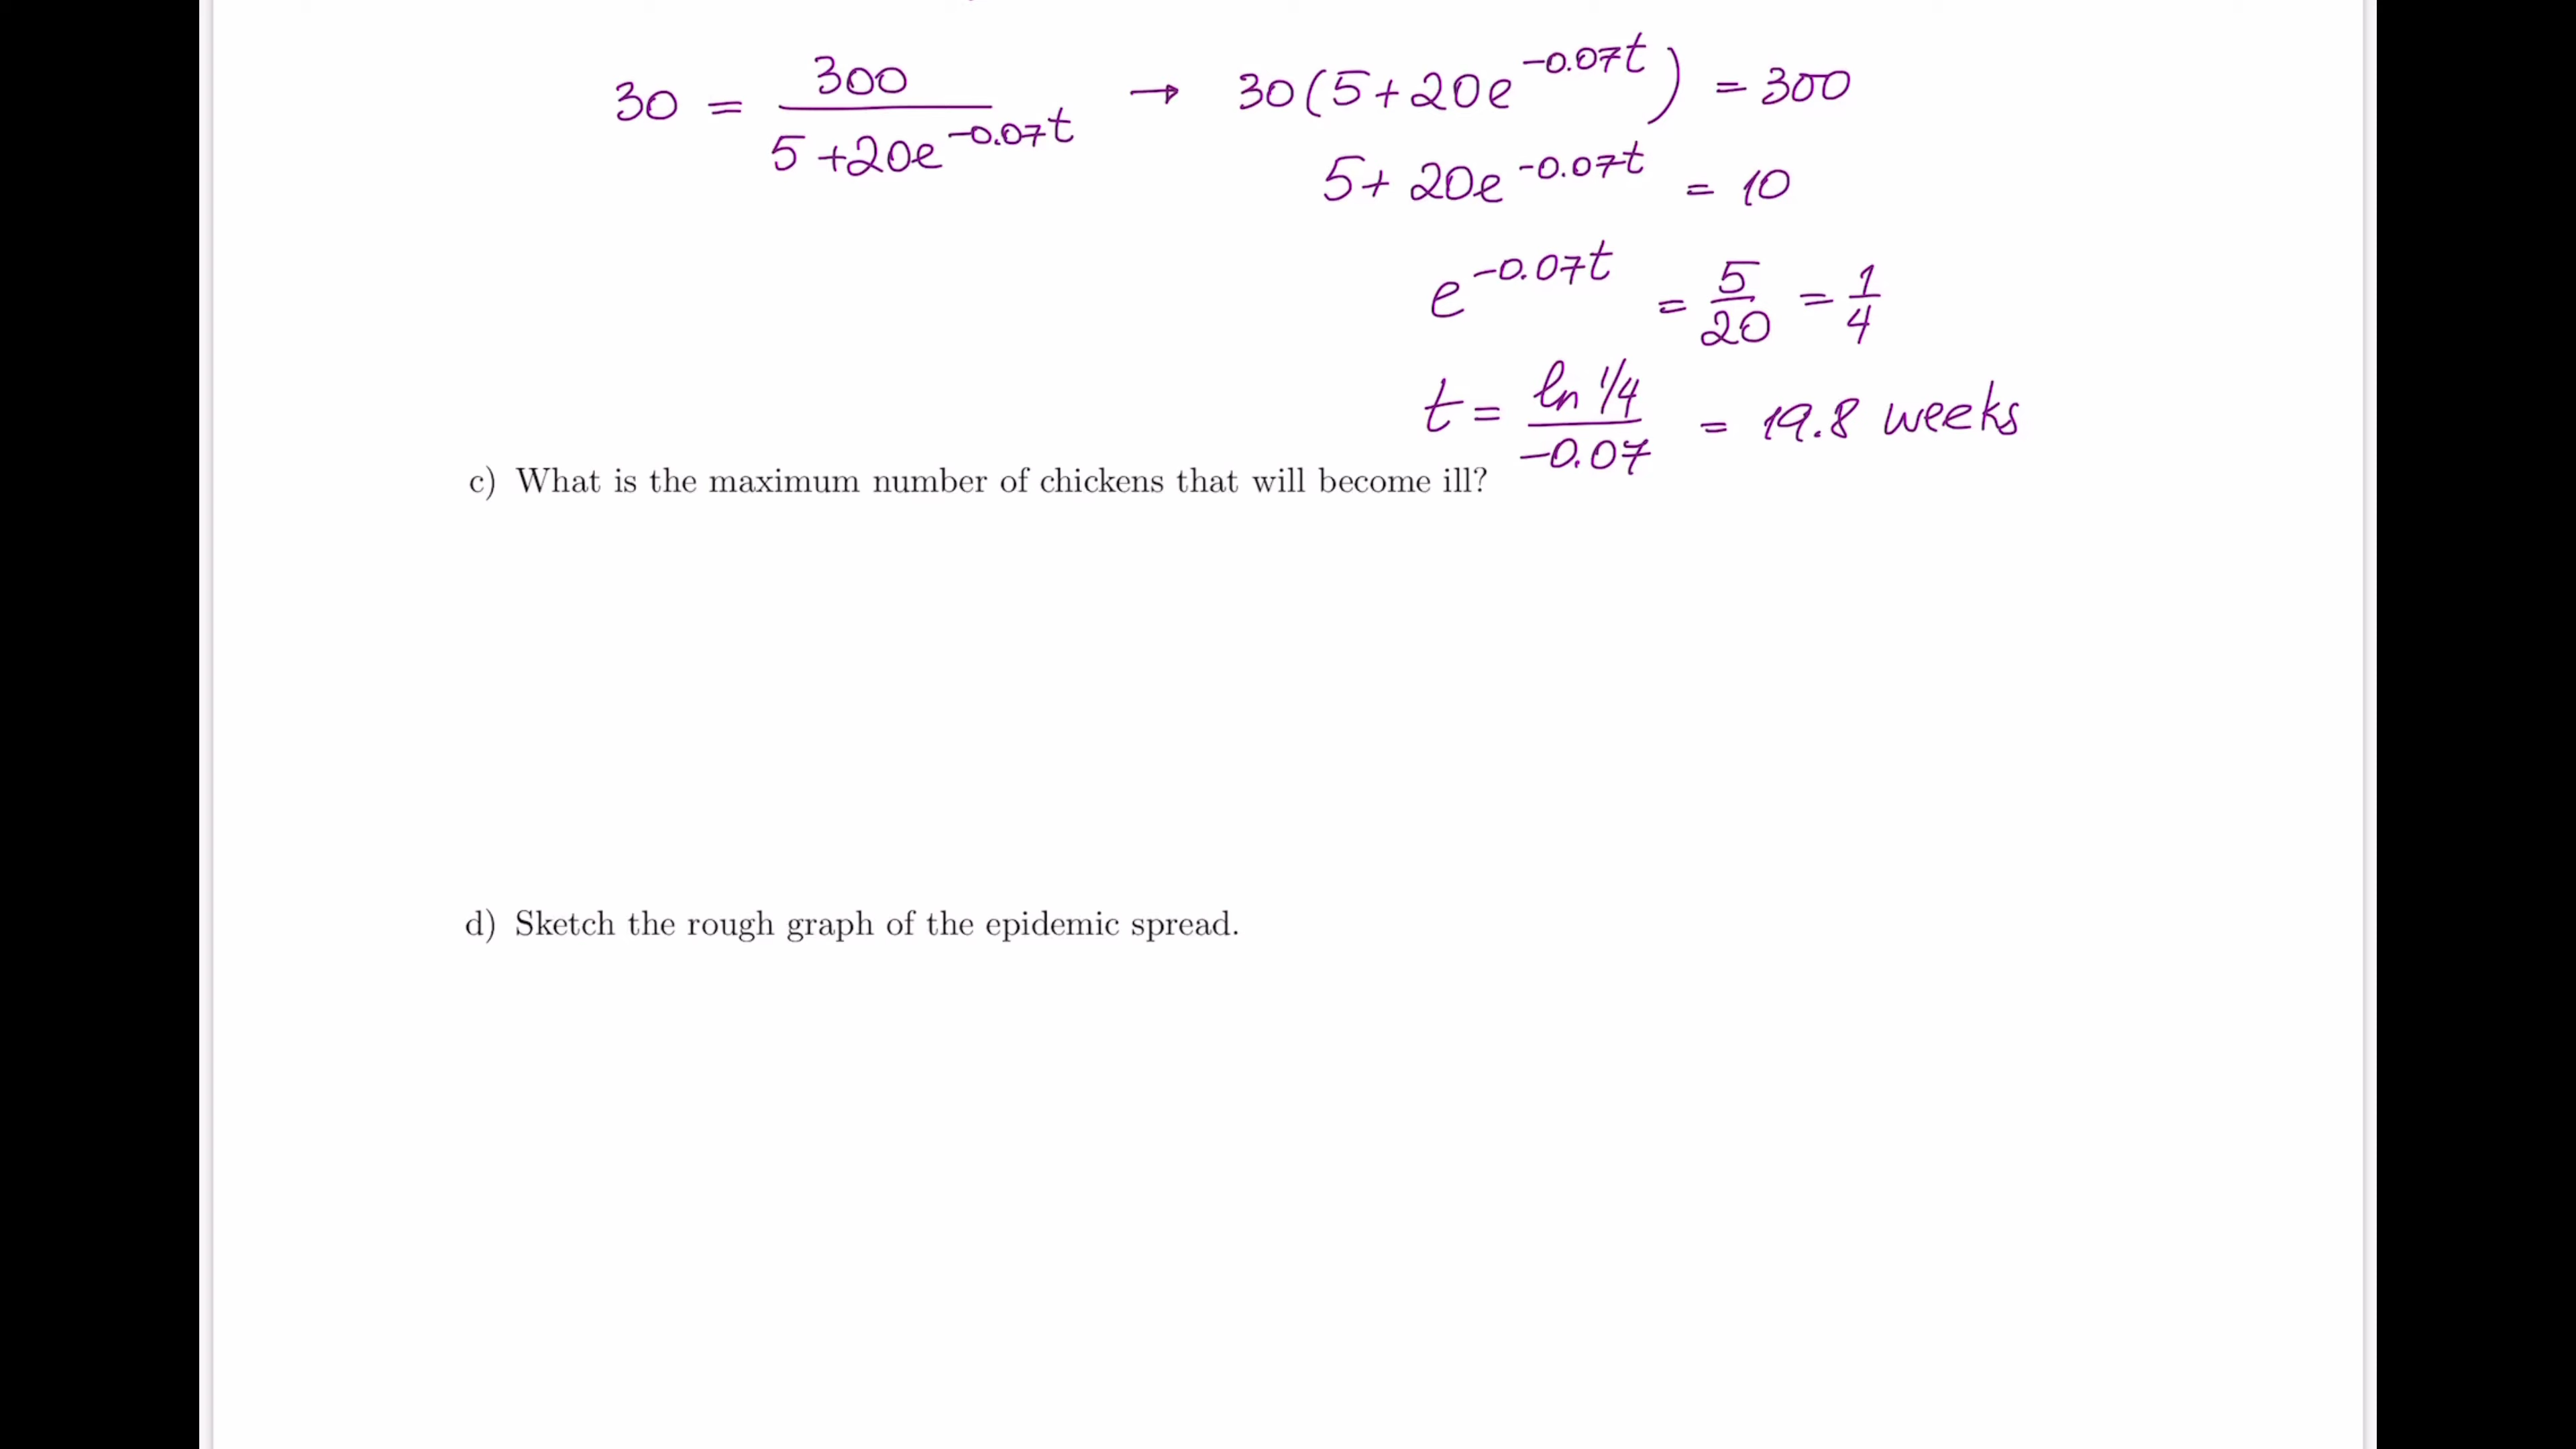 30 = 300 / (5 + 20e^(-0.07t)) → 30(5 + 20e^(-0.07t)) = 300
5 + 20e^(-0.07t) = 10
e^(-0.07t) = 5/20 = 1/4
t = ln 1/4 / -0.07 = 19.8 weeks
c) What is the maximum number of chickens that will become ill?
d) Sketch the rough graph of the epidemic spread.